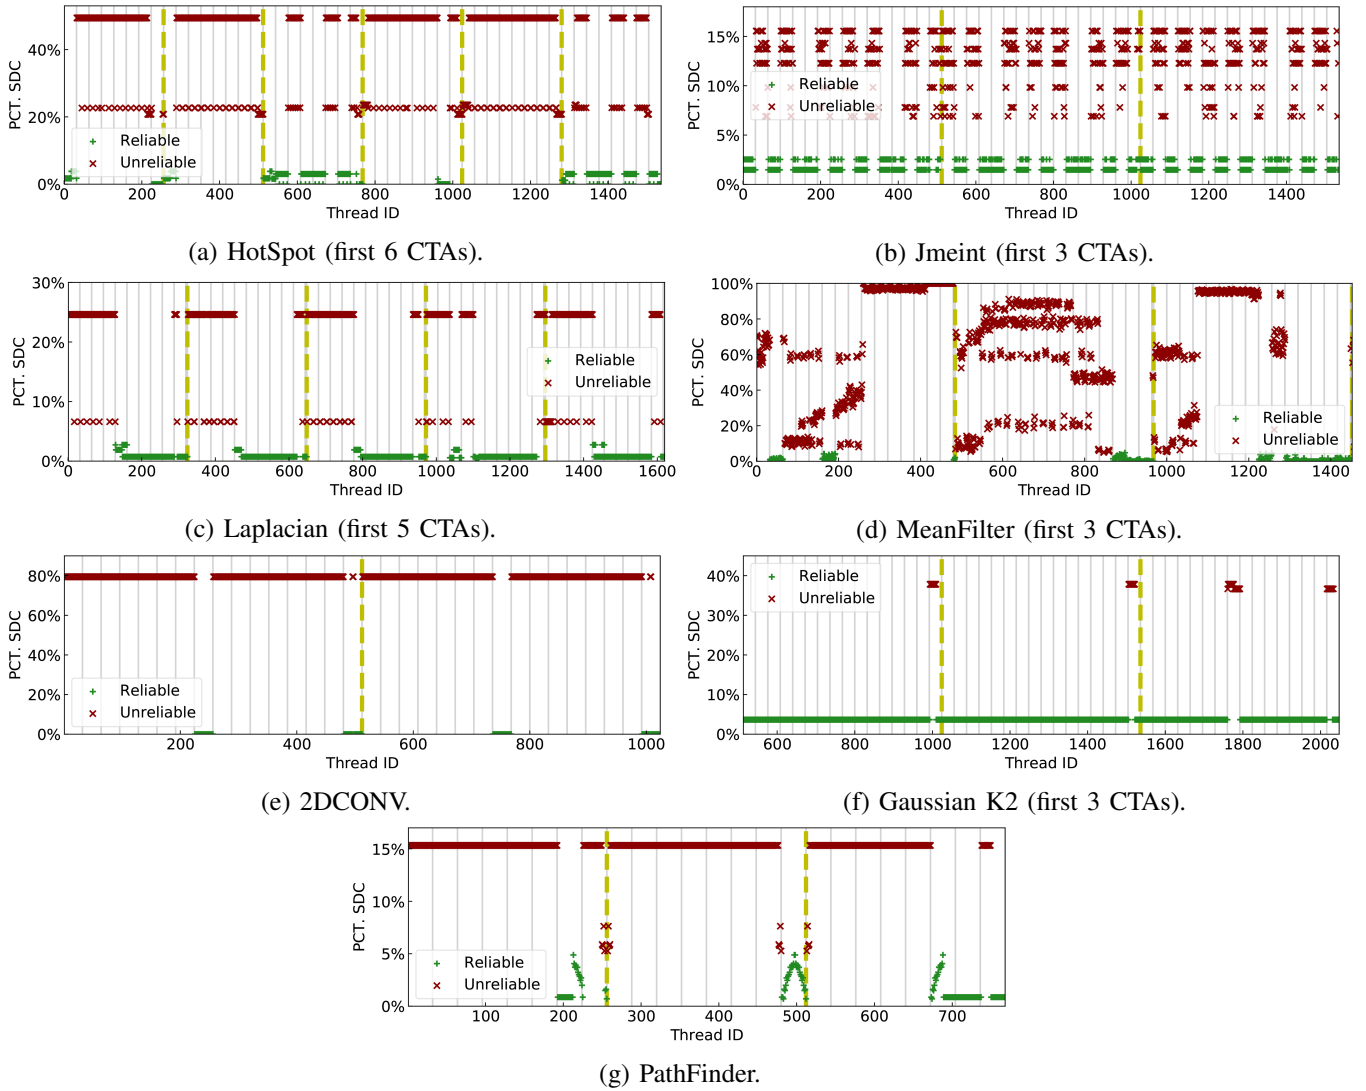 PCT. SDC
40%
20%
0%
Reliable
Unreliable
0 200 400 600 800 1000 1200 1400
Thread ID
(a) HotSpot (first 6 CTAs).
PCT. SDC
15%
10%
5%
0%
Reliable
Unreliable
0 200 400 600 800 1000 1200 1400
Thread ID
(b) Jmeint (first 3 CTAs).
PCT. SDC
30%
20%
10%
0%
Reliable
Unreliable
0 200 400 600 800 1000 1200 1400 1600
Thread ID
(c) Laplacian (first 5 CTAs).
PCT. SDC
100%
80%
60%
40%
20%
0%
Reliable
Unreliable
0 200 400 600 800 1000 1200 1400
Thread ID
(d) MeanFilter (first 3 CTAs).
PCT. SDC
80%
60%
40%
20%
0%
Reliable
Unreliable
200 400 600 800 1000
Thread ID
(e) 2DCONV.
PCT. SDC
40%
30%
20%
10%
0%
Reliable
Unreliable
600 800 1000 1200 1400 1600 1800 2000
Thread ID
(f) Gaussian K2 (first 3 CTAs).
PCT. SDC
15%
10%
5%
0%
Reliable
Unreliable
100 200 300 400 500 600 700
Thread ID
(g) PathFinder.